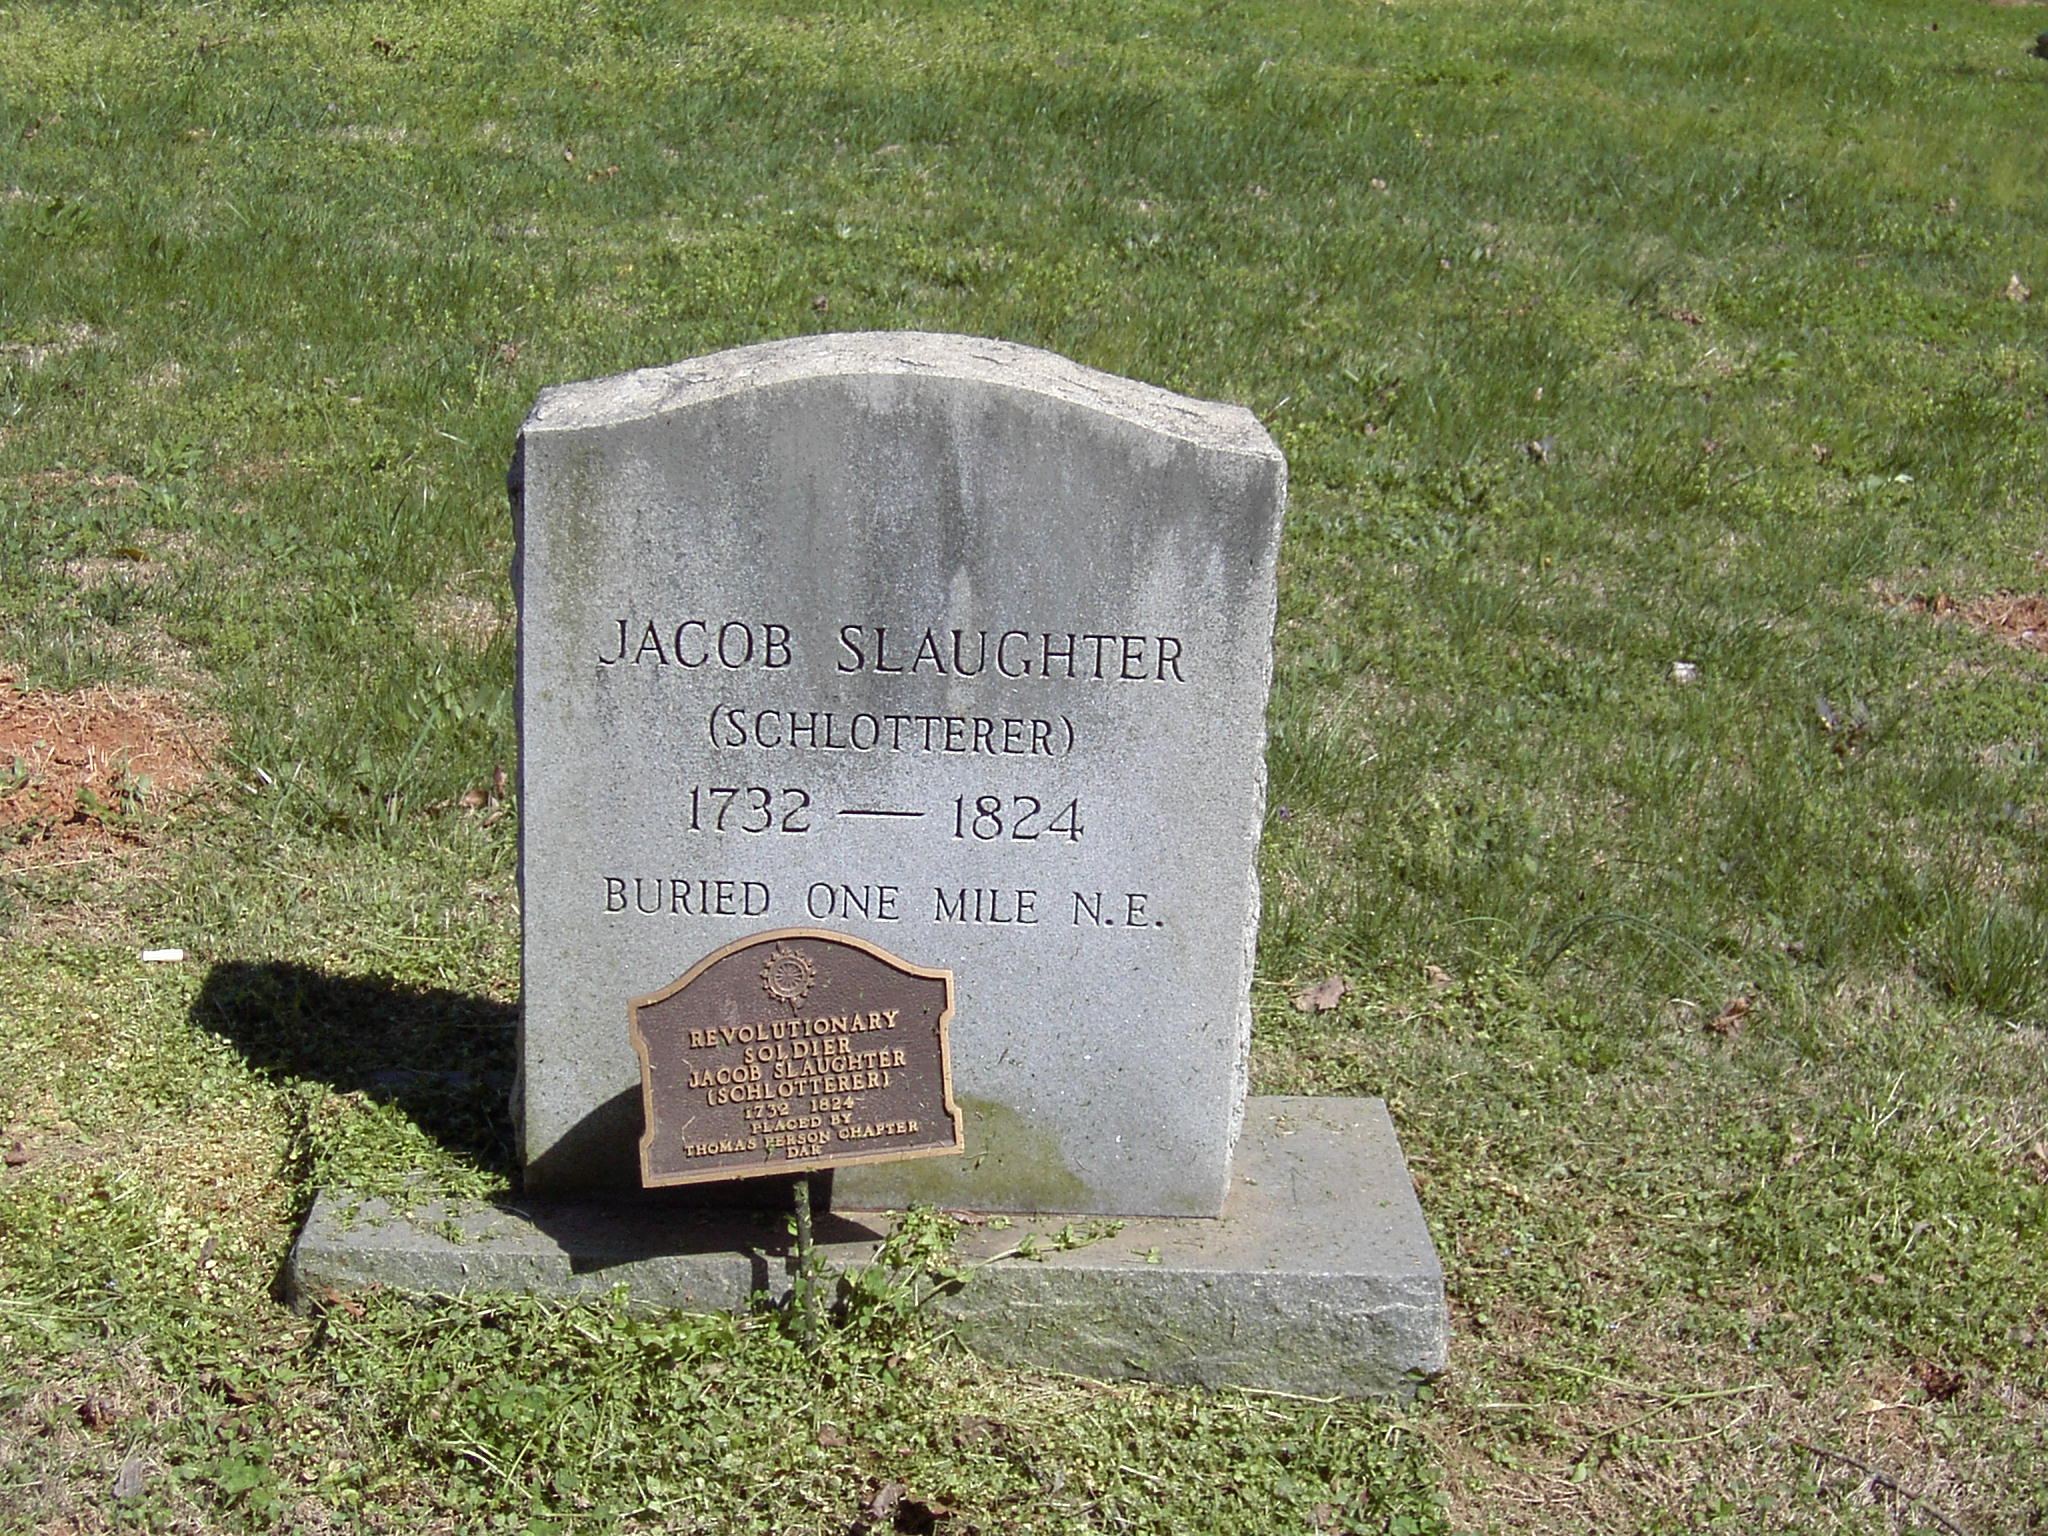 JACOB SLAUGHTER
(SCHLOTTERER)
1732 — 1824
BURIED ONE MILE N.E.
REVOLUTIONARY
SOLDIER
JACOB SLAUGHTER
(SCHLOTTERER)
1732 1824
PLACED BY
THOMAS PERSON CHAPTER
DAR